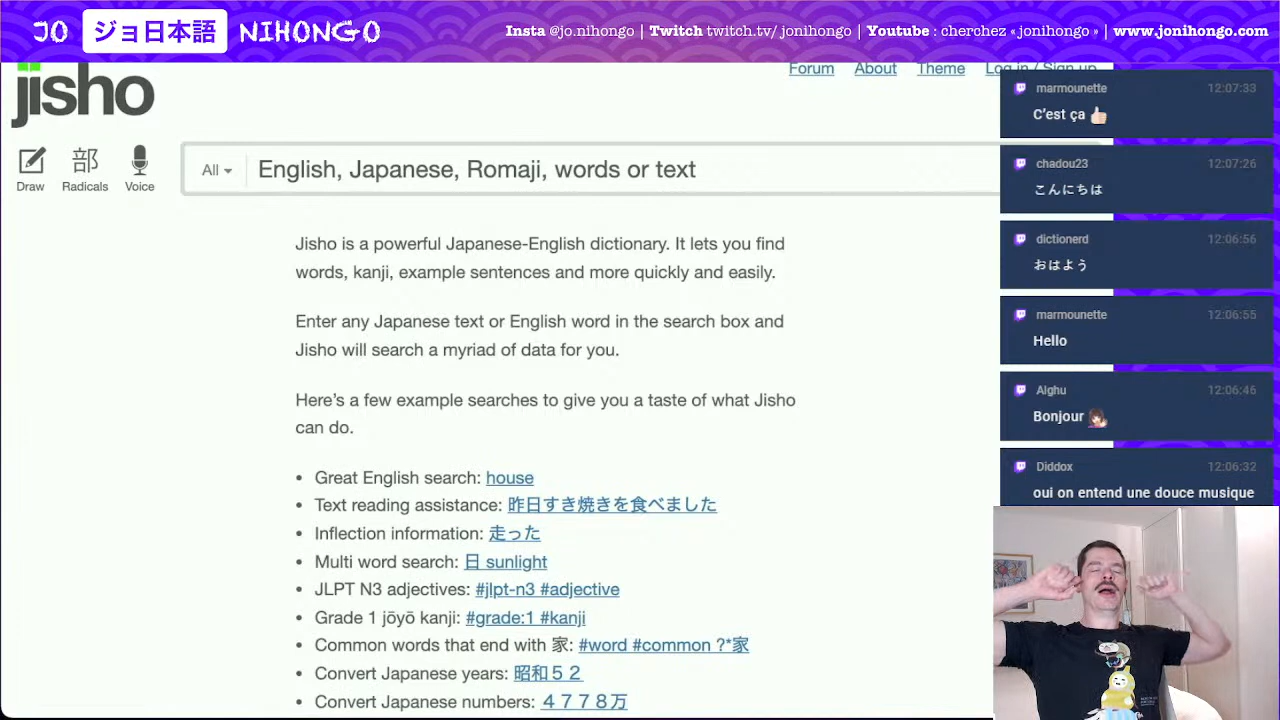 JO ジョ日本語 NIHONGO
Insta @jo.nihongo | Twitch twitch.tv/ jonihongo | Youtube : cherchez « jonihongo » | www.jonihongo.com
jisho
Forum About Theme Log in / Sign up
Draw
部 Radicals
Voice
All English, Japanese, Romaji, words or text
Jisho is a powerful Japanese-English dictionary. It lets you find
words, kanji, example sentences and more quickly and easily.
Enter any Japanese text or English word in the search box and
Jisho will search a myriad of data for you.
Here’s a few example searches to give you a taste of what Jisho
can do.
• Great English search: house
• Text reading assistance: 昨日すき焼きを食べました
• Inflection information: 走った
• Multi word search: 日 sunlight
• JLPT N3 adjectives: #jlpt-n3 #adjective
• Grade 1 jōyō kanji: #grade:1 #kanji
• Common words that end with 家: #word #common ?*家
• Convert Japanese years: 昭和５２
• Convert Japanese numbers: ４７７８万
marmounette 12:07:33
C’est ça 👍🏻
chadou23 12:07:26
こんにちは
dictionerd 12:06:56
おはよう
marmounette 12:06:55
Hello
Alghu 12:06:46
Bonjour
Diddox 12:06:32
oui on entend une douce musique